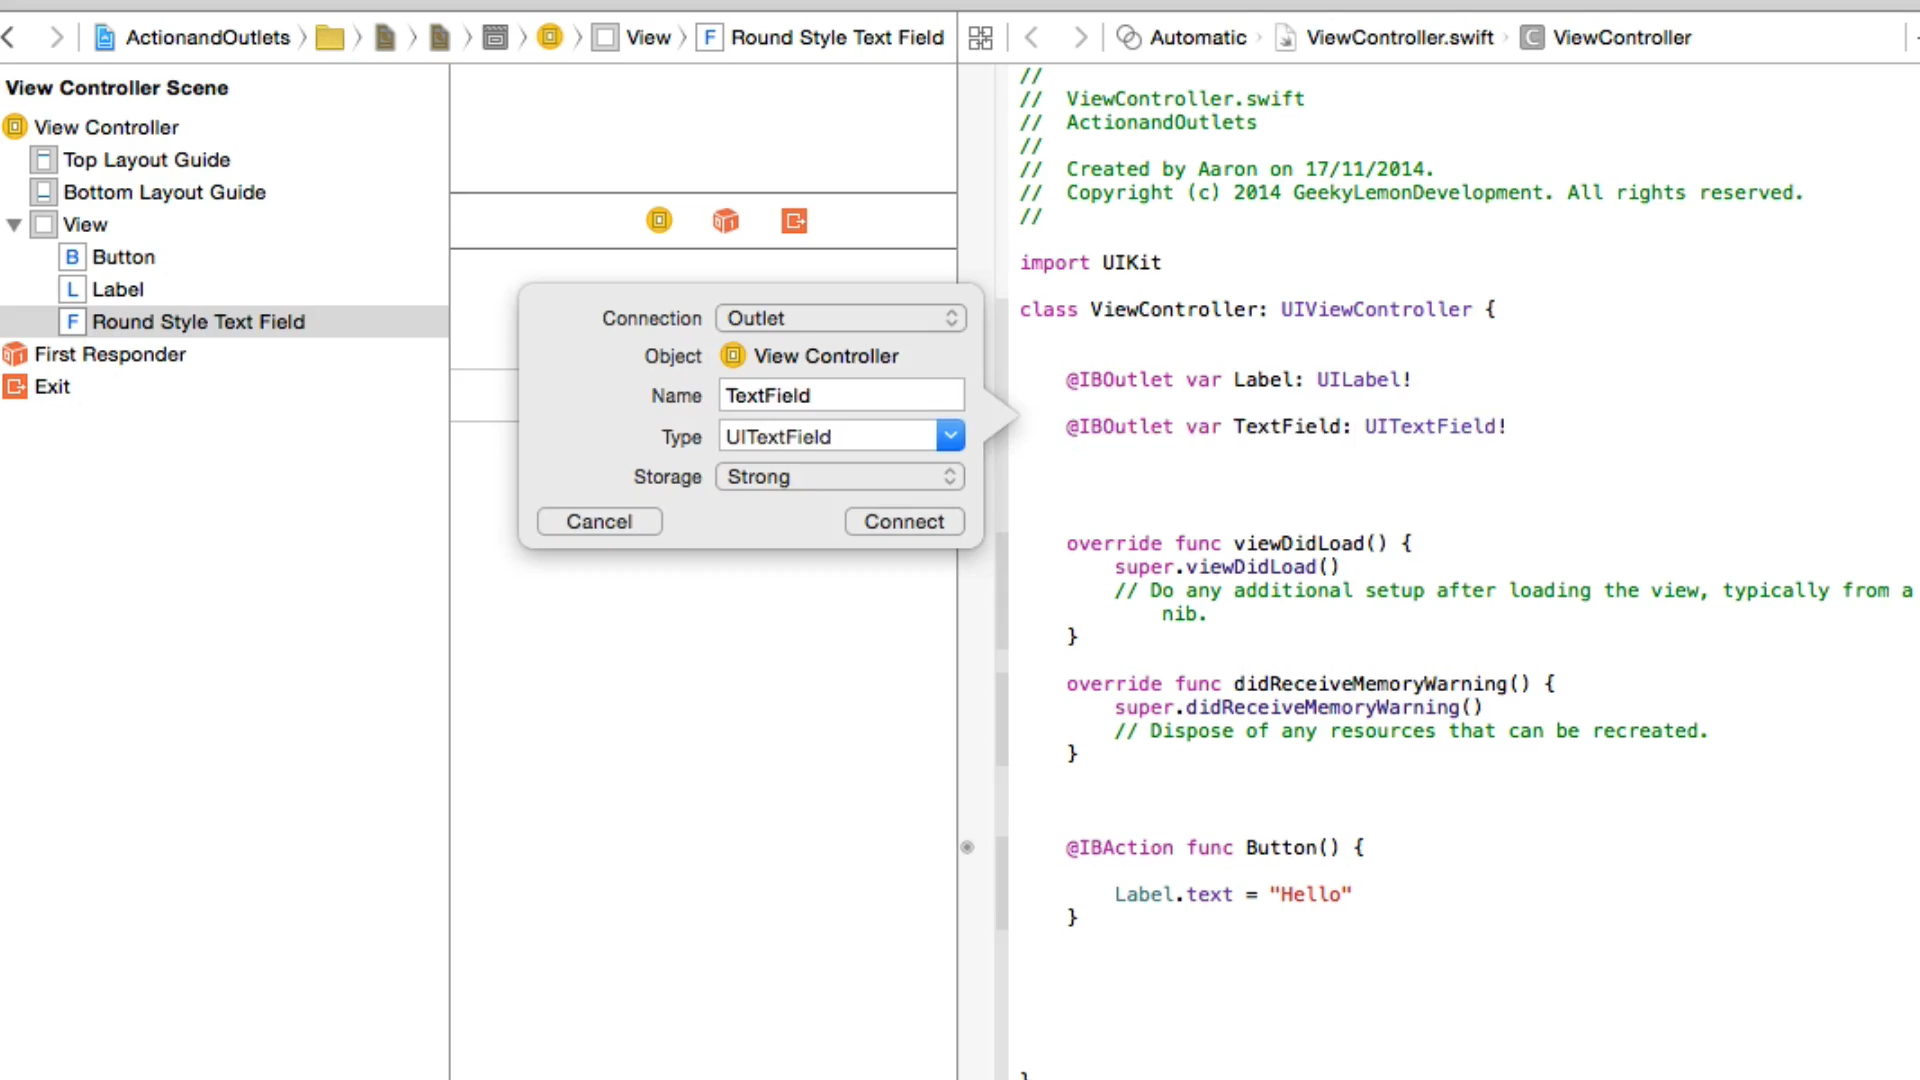 ActionandOutlets View F Round Style Text Field Automatic ViewController.swift C ViewController
View Controller Scene
View Controller
Top Layout Guide
Bottom Layout Guide
View
B Button
L Label
F Round Style Text Field
First Responder
Exit
Connection Outlet
Object View Controller
Name TextField
Type UITextField
Storage Strong
Cancel Connect
//
// ViewController.swift
// ActionandOutlets
//
// Created by Aaron on 17/11/2014.
// Copyright (c) 2014 GeekyLemonDevelopment. All rights reserved.
//
import UIKit
class ViewController: UIViewController {
@IBOutlet var Label: UILabel!
@IBOutlet var TextField: UITextField!
override func viewDidLoad() {
super.viewDidLoad()
// Do any additional setup after loading the view, typically from a
nib.
}
override func didReceiveMemoryWarning() {
super.didReceiveMemoryWarning()
// Dispose of any resources that can be recreated.
}
@IBAction func Button() {
Label.text = "Hello"
}
}